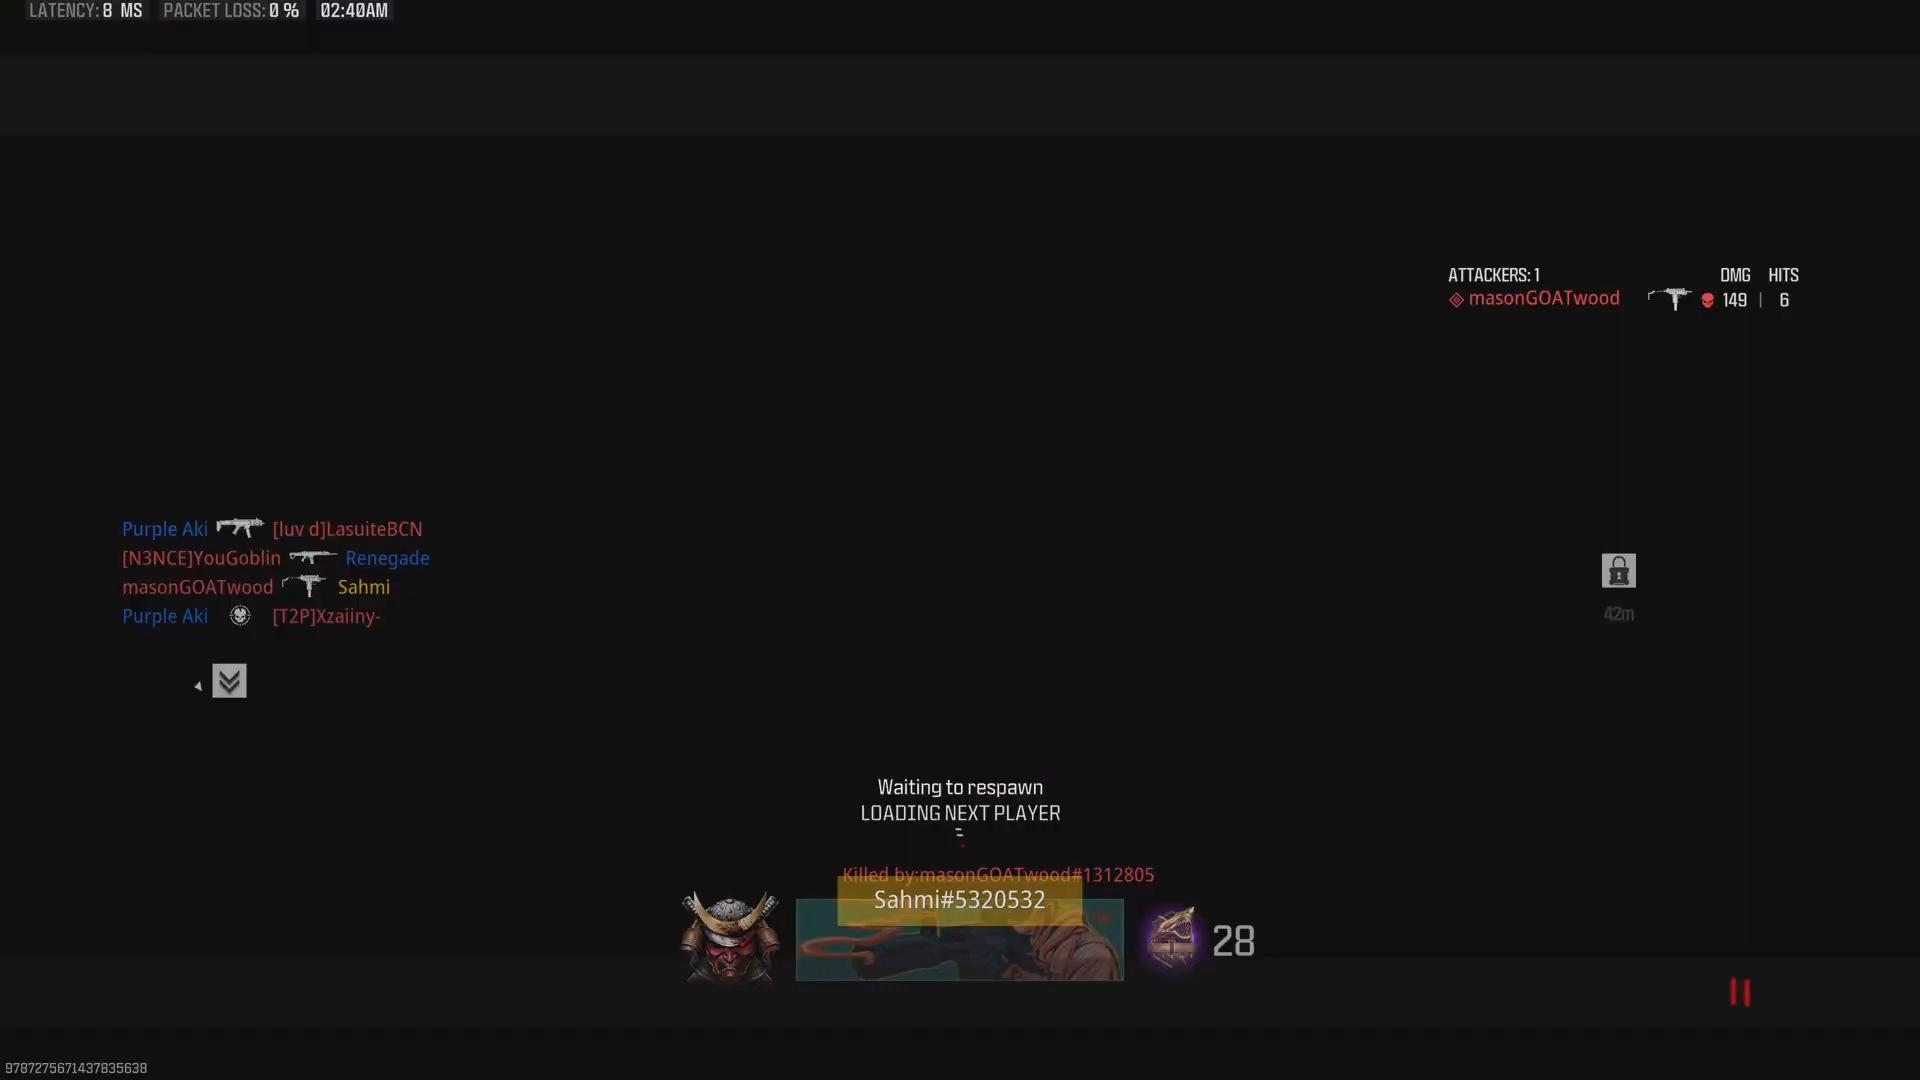 LATENCY: 8 MS PACKET LOSS: 0 % 02:40AM
ATTACKERS: 1 DMG HITS
masonGOATwood 149 | 6
Purple Aki [luv d]LasuiteBCN
[N3NCE]YouGoblin Renegade
masonGOATwood Sahmi
Purple Aki [T2P]Xzaiiny-
42m
Waiting to respawn
LOADING NEXT PLAYER
Killed by:masonGOATwood#1312805
Sahmi#5320532
28
9787275671437835638